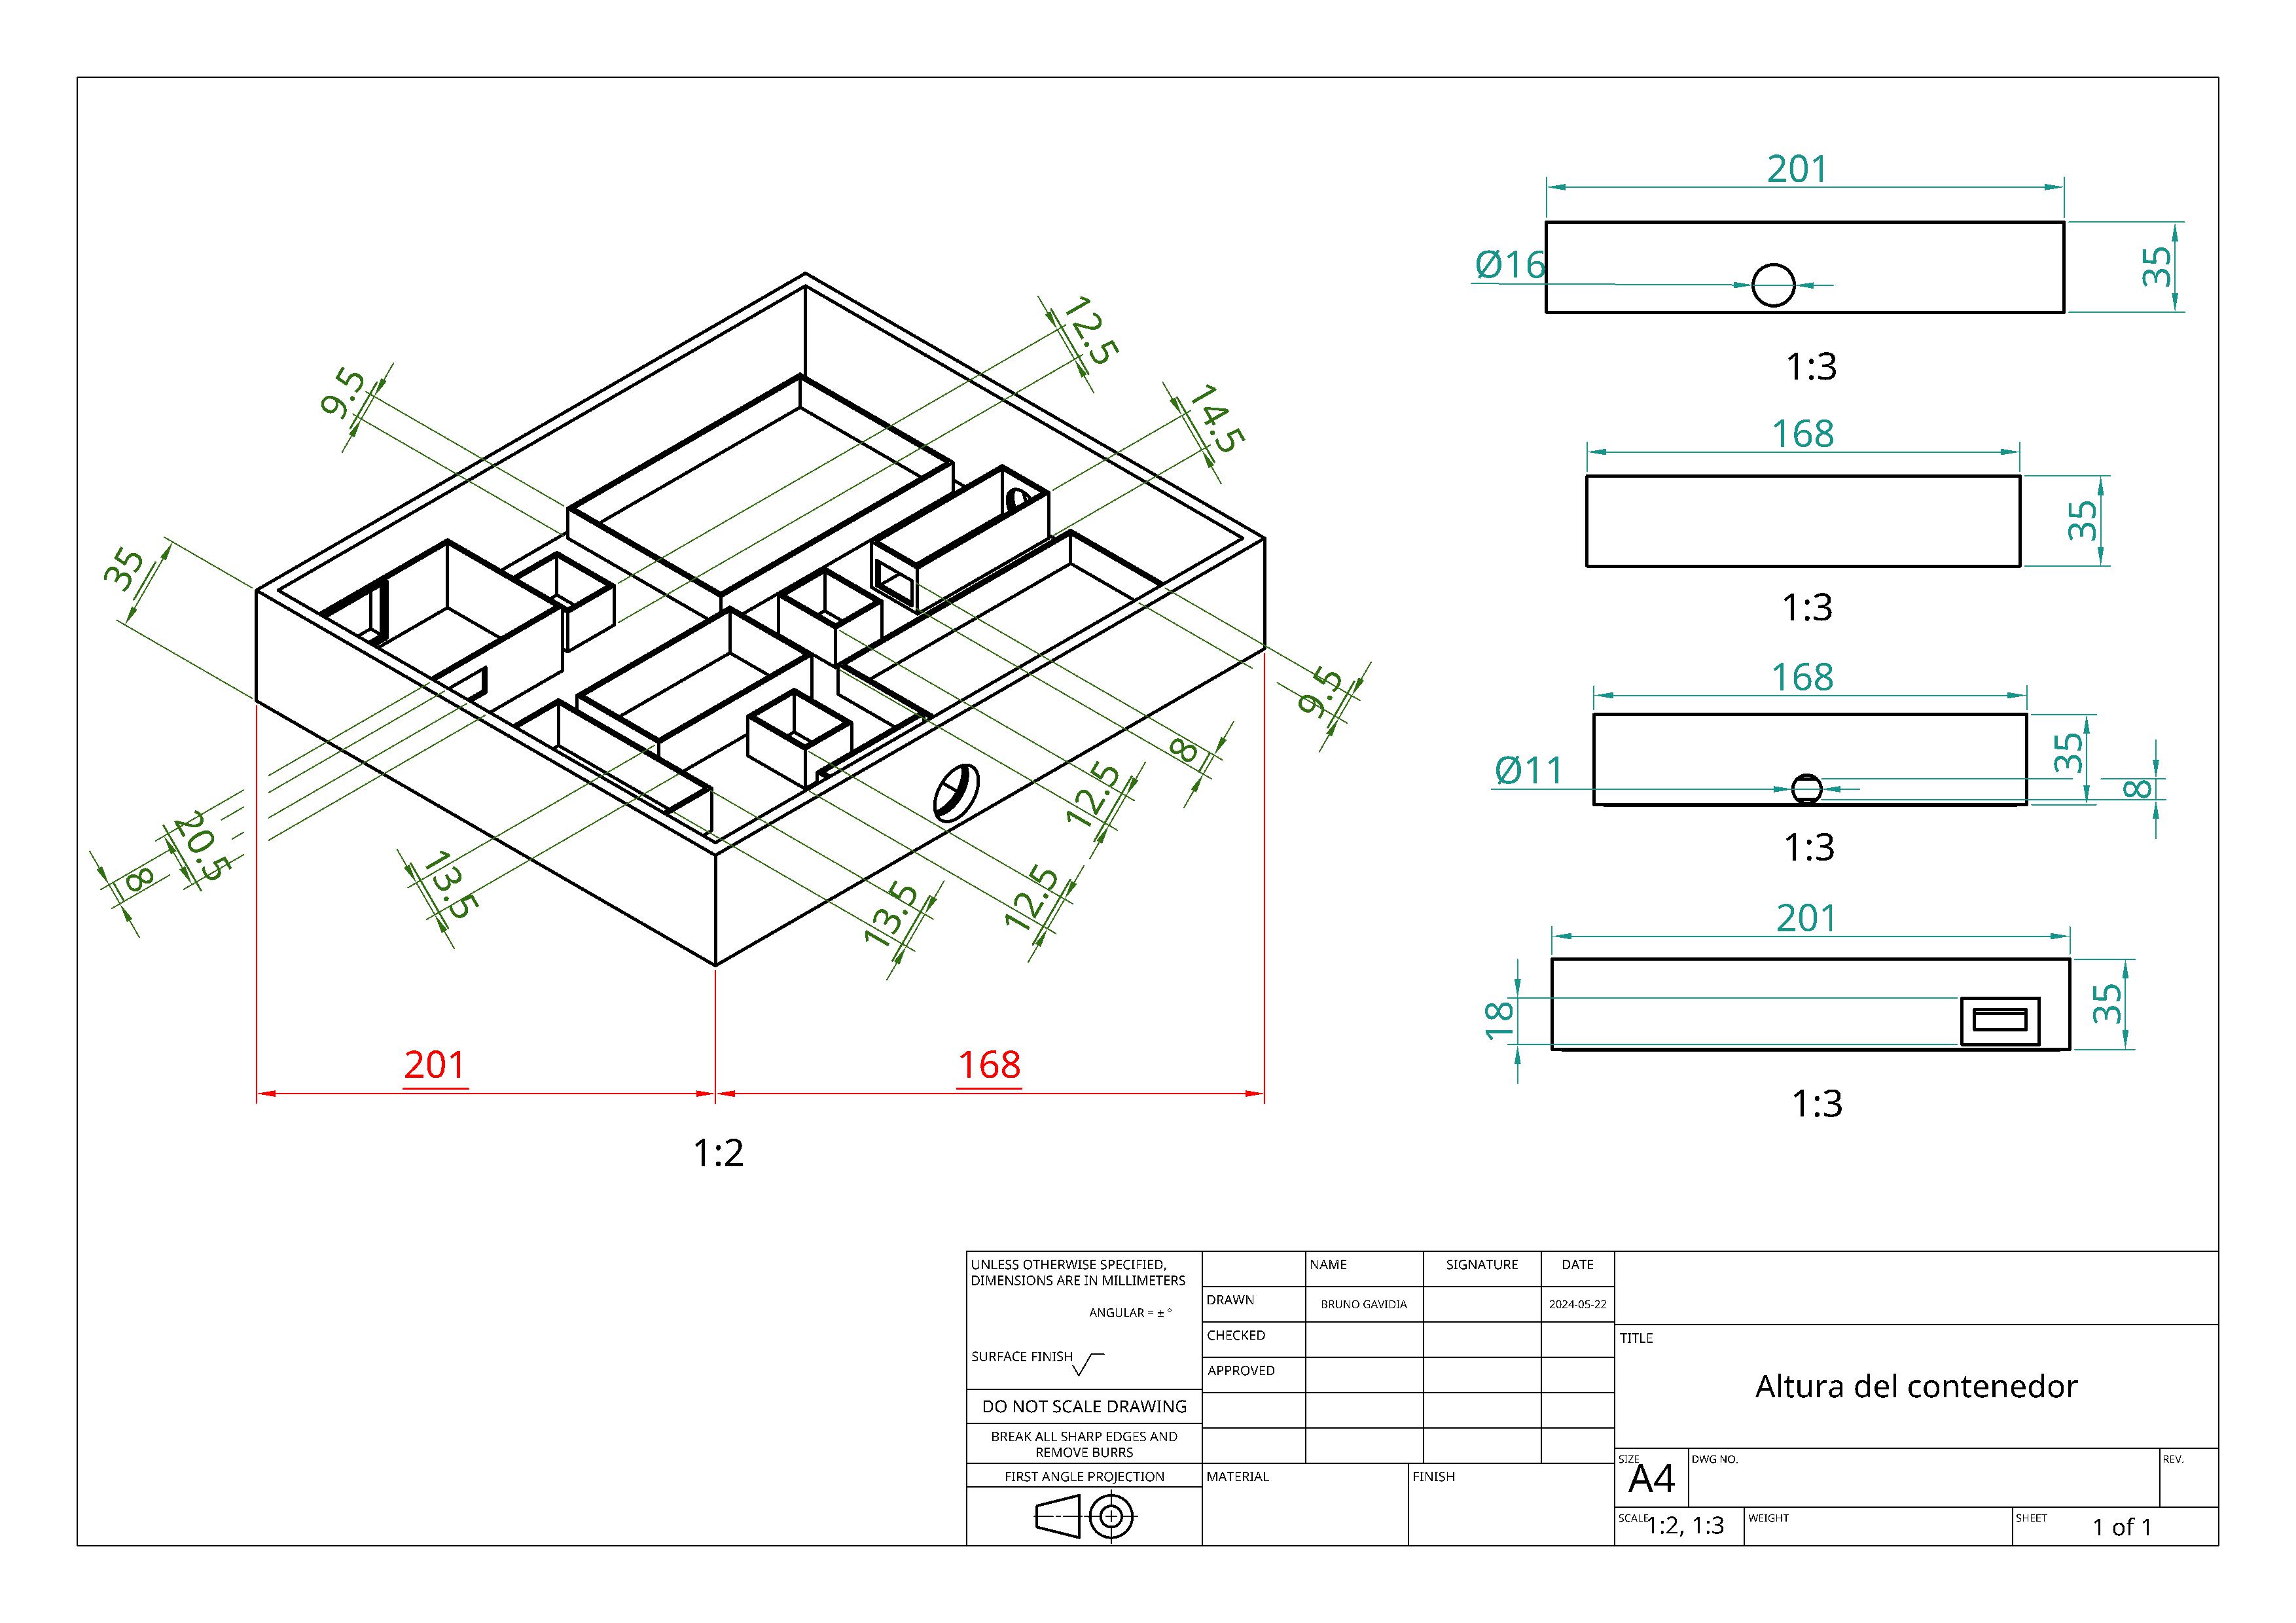 201
Ø16
35
1:3
168
35
1:3
168
Ø11
35
8
1:3
201
18
35
1:3
12.5
9.5
14.5
35
9.5
8
12.5
20.5
8
13.5
13.5
12.5
201
168
1:2
UNLESS OTHERWISE SPECIFIED,
DIMENSIONS ARE IN MILLIMETERS
ANGULAR = ± °
SURFACE FINISH
DO NOT SCALE DRAWING
BREAK ALL SHARP EDGES AND
REMOVE BURRS
FIRST ANGLE PROJECTION
NAME
SIGNATURE
DATE
DRAWN
BRUNO GAVIDIA
2024-05-22
CHECKED
APPROVED
MATERIAL
FINISH
TITLE
Altura del contenedor
SIZE
A4
DWG NO.
REV.
SCALE
1:2, 1:3
WEIGHT
SHEET
1 of 1